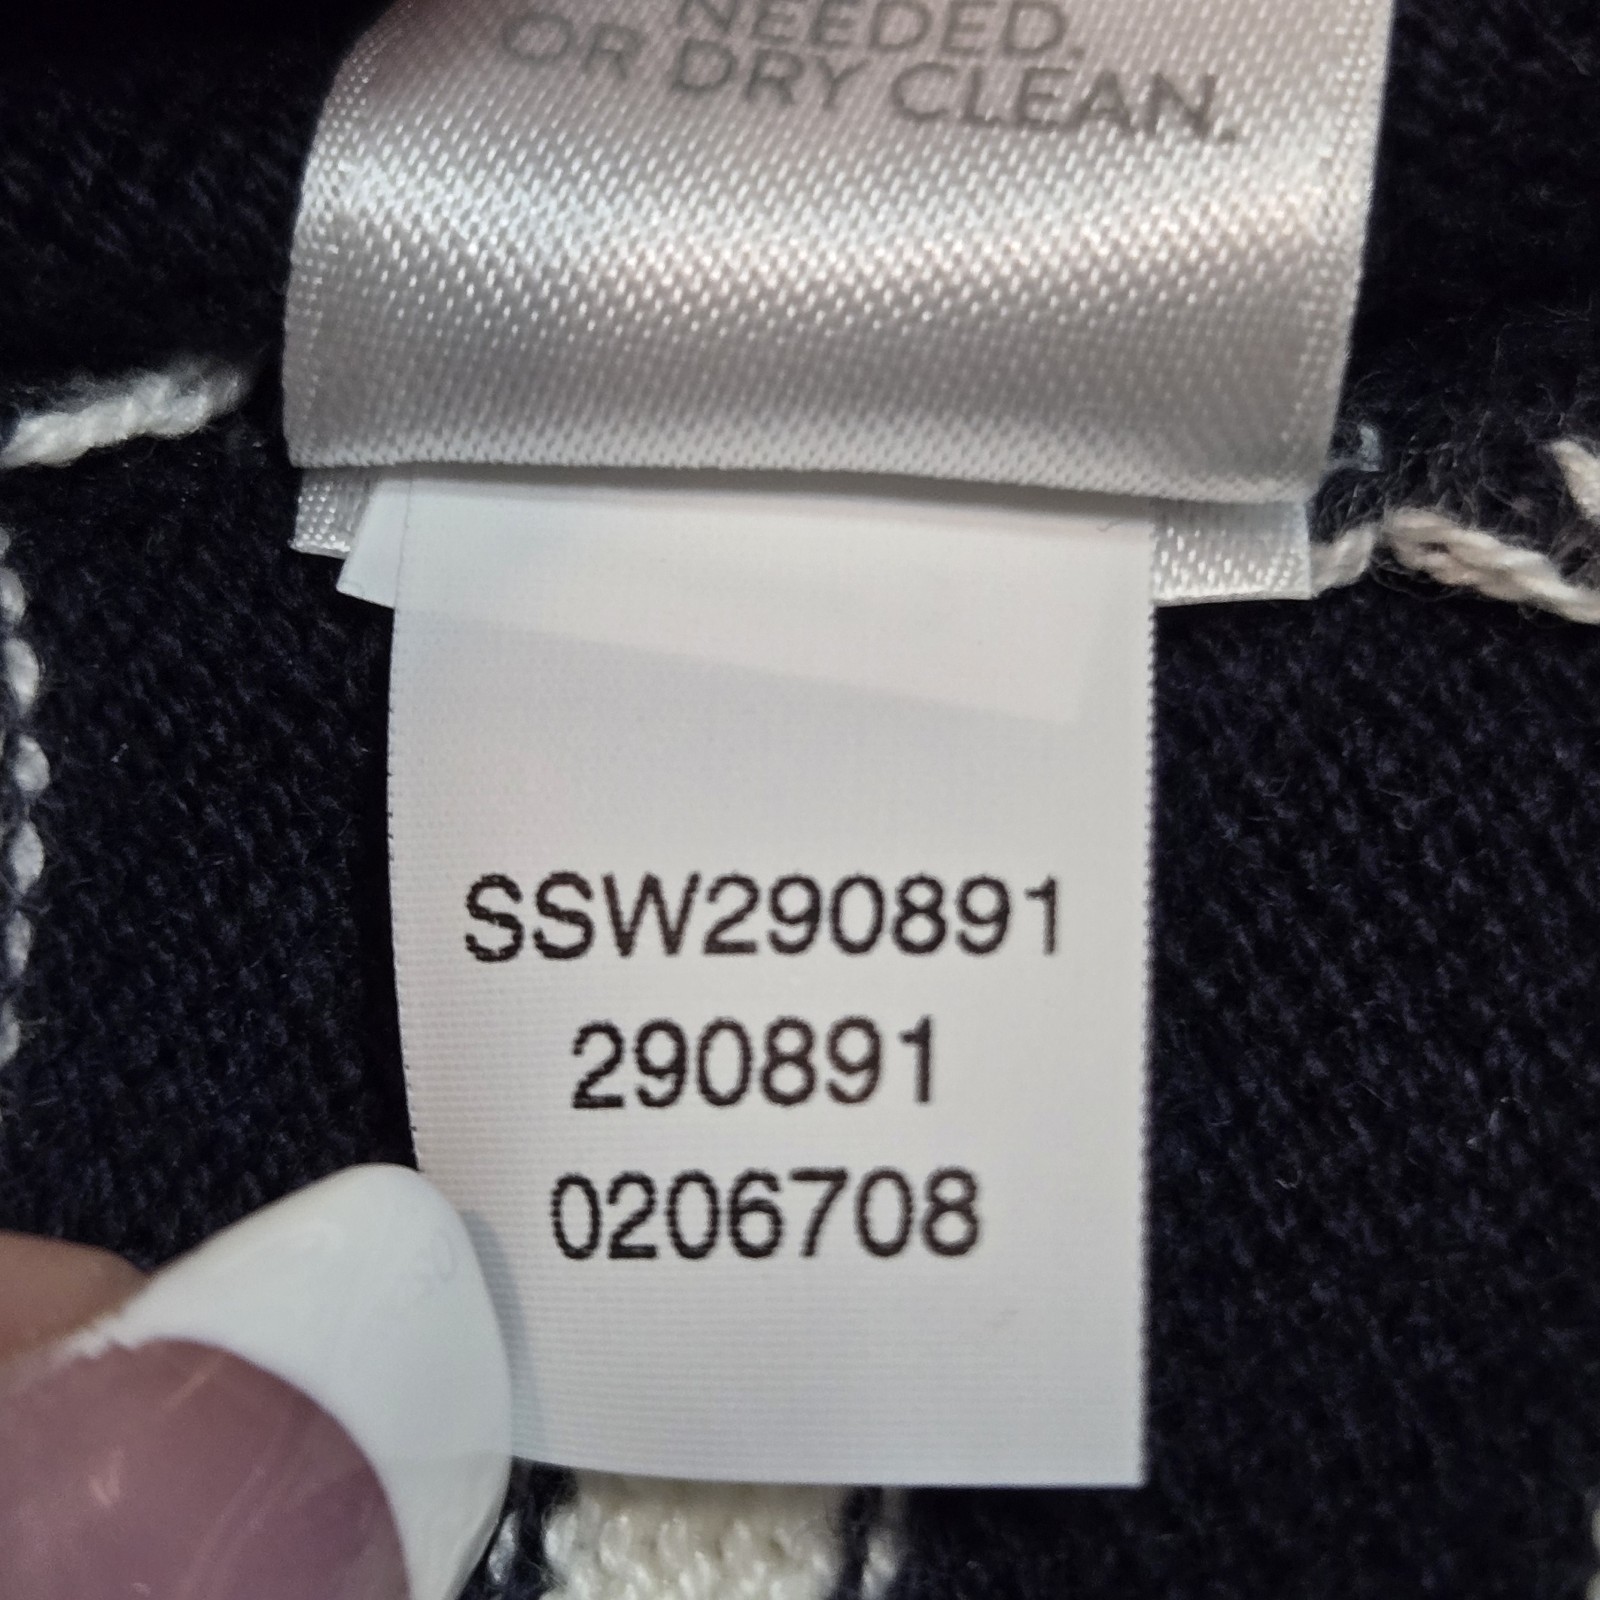 NEEDED.
OR DRY CLEAN.
SSW290891
290891
0206708